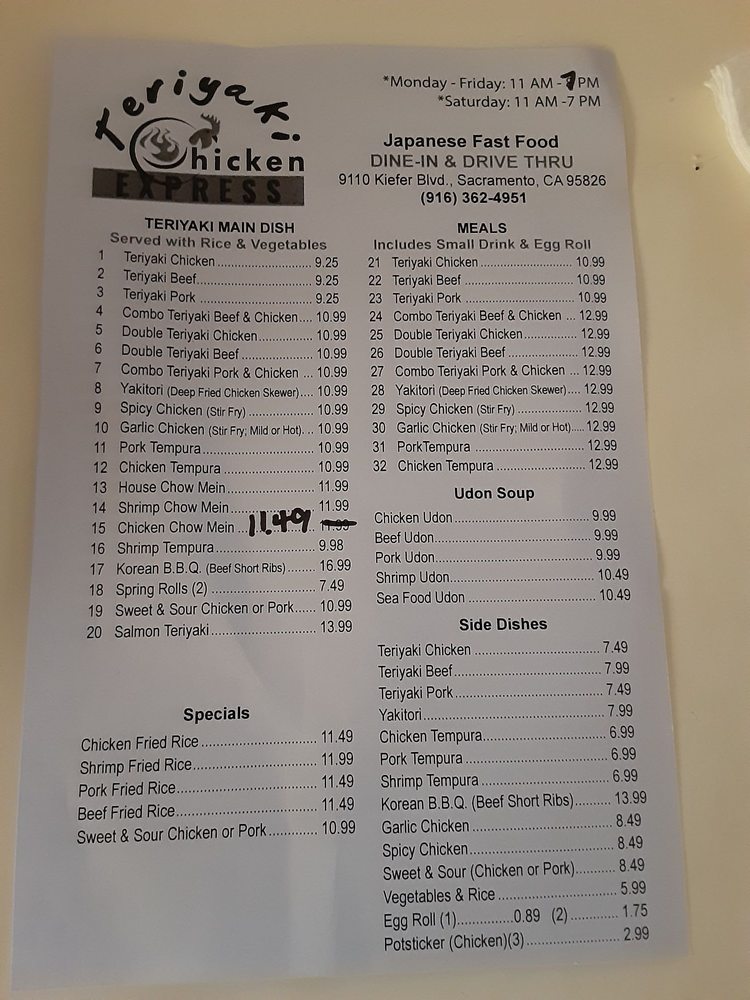 Teriyaki
Chicken
EXPRESS
*Monday - Friday: 11 AM -7 PM
*Saturday: 11 AM -7 PM
Japanese Fast Food
DINE-IN & DRIVE THRU
9110 Kiefer Blvd., Sacramento, CA 95826
(916) 362-4951
TERIYAKI MAIN DISH
Served with Rice & Vegetables
1 Teriyaki Chicken 9.25
2 Teriyaki Beef 9.25
3 Teriyaki Pork 9.25
4 Combo Teriyaki Beef & Chicken 10.99
5 Double Teriyaki Chicken 10.99
6 Double Teriyaki Beef 10.99
7 Combo Teriyaki Pork & Chicken 10.99
8 Yakitori (Deep Fried Chicken Skewer) 10.99
9 Spicy Chicken (Stir Fry) 10.99
10 Garlic Chicken (Stir Fry; Mild or Hot) 10.99
11 Pork Tempura 10.99
12 Chicken Tempura 10.99
13 House Chow Mein 11.99
14 Shrimp Chow Mein 11.99
15 Chicken Chow Mein 11.49
16 Shrimp Tempura 9.98
17 Korean B.B.Q. (Beef Short Ribs) 16.99
18 Spring Rolls (2) 7.49
19 Sweet & Sour Chicken or Pork 10.99
20 Salmon Teriyaki 13.99
Specials
Chicken Fried Rice 11.49
Shrimp Fried Rice 11.99
Pork Fried Rice 11.49
Beef Fried Rice 11.49
Sweet & Sour Chicken or Pork 10.99
MEALS
Includes Small Drink & Egg Roll
21 Teriyaki Chicken 10.99
22 Teriyaki Beef 10.99
23 Teriyaki Pork 10.99
24 Combo Teriyaki Beef & Chicken 12.99
25 Double Teriyaki Chicken 12.99
26 Double Teriyaki Beef 12.99
27 Combo Teriyaki Pork & Chicken 12.99
28 Yakitori (Deep Fried Chicken Skewer) 12.99
29 Spicy Chicken (Stir Fry) 12.99
30 Garlic Chicken (Stir Fry; Mild or Hot) 12.99
31 PorkTempura 12.99
32 Chicken Tempura 12.99
Udon Soup
Chicken Udon 9.99
Beef Udon 9.99
Pork Udon 9.99
Shrimp Udon 10.49
Sea Food Udon 10.49
Side Dishes
Teriyaki Chicken 7.49
Teriyaki Beef 7.99
Teriyaki Pork 7.49
Yakitori 7.99
Chicken Tempura 6.99
Pork Tempura 6.99
Shrimp Tempura 6.99
Korean B.B.Q. (Beef Short Ribs) 13.99
Garlic Chicken 8.49
Spicy Chicken 8.49
Sweet & Sour (Chicken or Pork) 8.49
Vegetables & Rice 5.99
Egg Roll (1) 0.89 (2) 1.75
Potsticker (Chicken)(3) 2.99